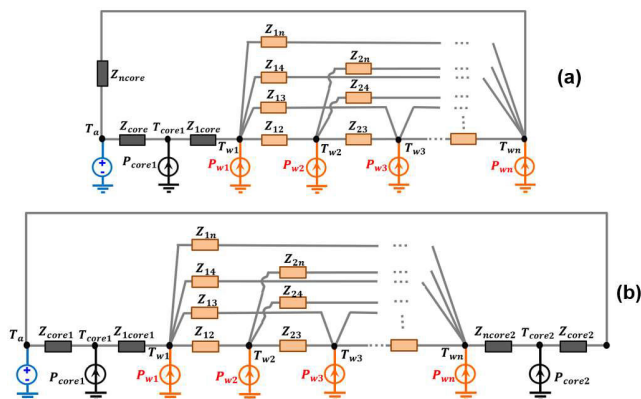 Z1n
Z2n
Z14
(a)
Zncore
Z24
Z13
Tα Zcore Tcore1 Z1core Z12 Z23
Tw1 Tw2 Tw3 Twn
+
-
Pcore1 Pw1 Pw2 Pw3 Pwn
Z1n
Z2n
Z14
(b)
Z24
Z13
Tα Zcore1 Tcore1 Z1core1 Z12 Z23 Zncore2 Tcore2 Zcore2
Tw1 Tw2 Tw3 Twn
+
-
Pcore1 Pw1 Pw2 Pw3 Pwn Pcore2